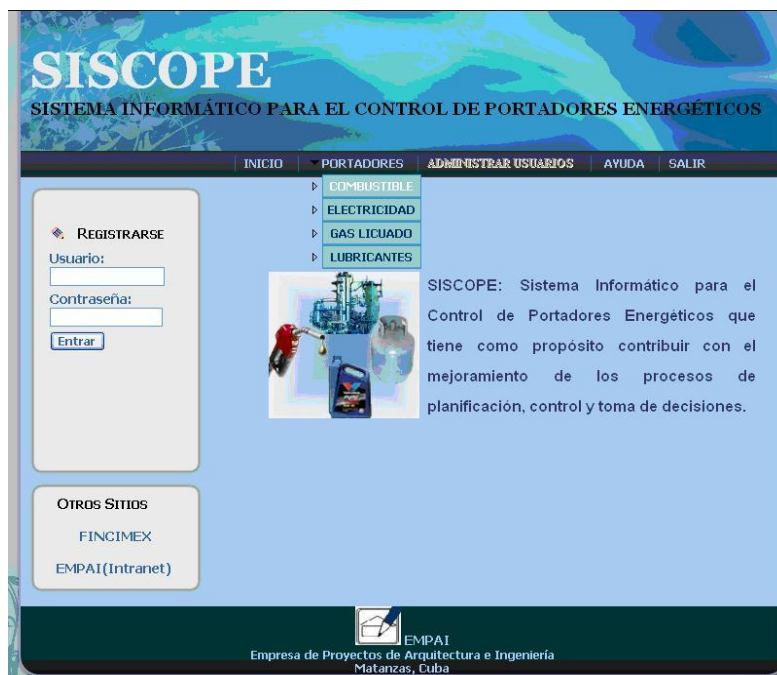 SISCOPE
SISTEMA INFORMÁTICO PARA EL CONTROL DE PORTADORES ENERGÉTICOS
INICIO PORTADORES ADMINISTRAR USUARIOS AYUDA SALIR
COMBUSTIBLE
ELECTRICIDAD
GAS LICUADO
LUBRICANTES
REGISTRARSE
Usuario:
Contraseña:
Entrar
SISCOPE: Sistema Informático para el
Control de Portadores Energéticos que
tiene como propósito contribuir con el
mejoramiento de los procesos de
planificación, control y toma de decisiones.
OTROS SITIOS
FINCIMEX
EMPAI(Intranet)
EMPAI
Empresa de Proyectos de Arquitectura e Ingeniería
Matanzas, Cuba